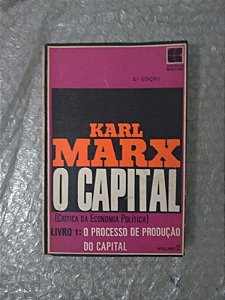 3.ª EDIÇÃO
KARL
MARX
O CAPITAL
(CRÍTICA DA ECONOMIA POLÍTICA)
LIVRO 1: O PROCESSO DE PRODUÇÃO
DO CAPITAL
VOLUME 2